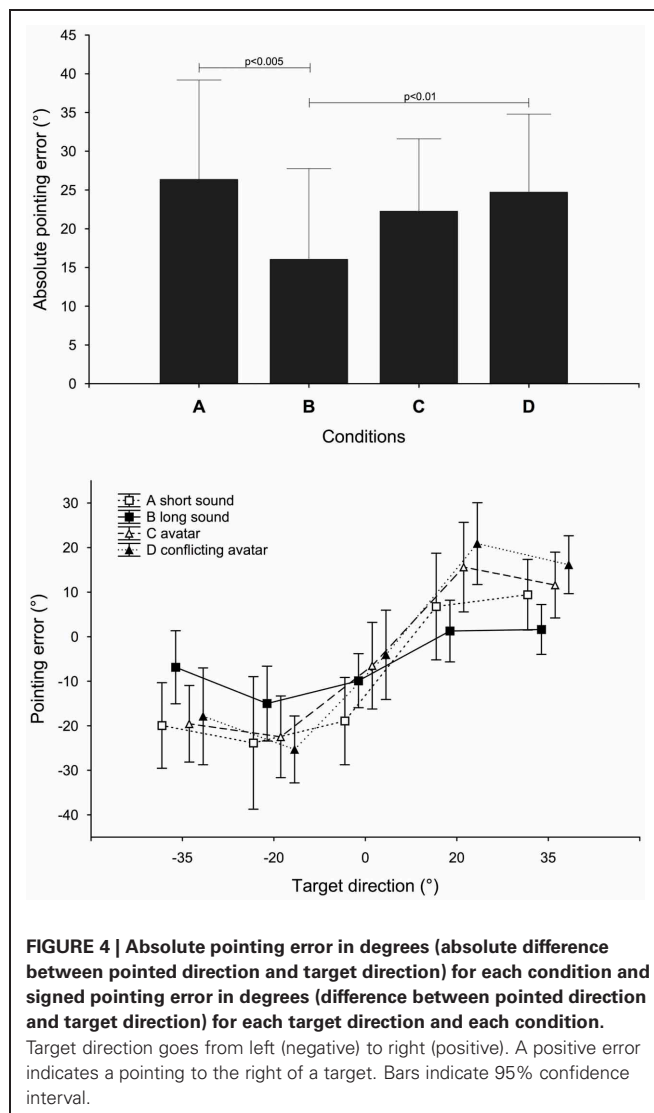 45
40
35
30
25
20
15
10
5
0
Absolute pointing error (°)
p<0.005
p<0.01
A B C D
Conditions
A short sound
B long sound
C avatar
D conflicting avatar
30
20
10
0
-10
-20
-30
-40
Pointing error (°)
-35 -20 0 20 35
Target direction (°)
FIGURE 4 | Absolute pointing error in degrees (absolute difference
between pointed direction and target direction) for each condition and
signed pointing error in degrees (difference between pointed direction
and target direction) for each target direction and each condition.
Target direction goes from left (negative) to right (positive). A positive error
indicates a pointing to the right of a target. Bars indicate 95% confidence
interval.